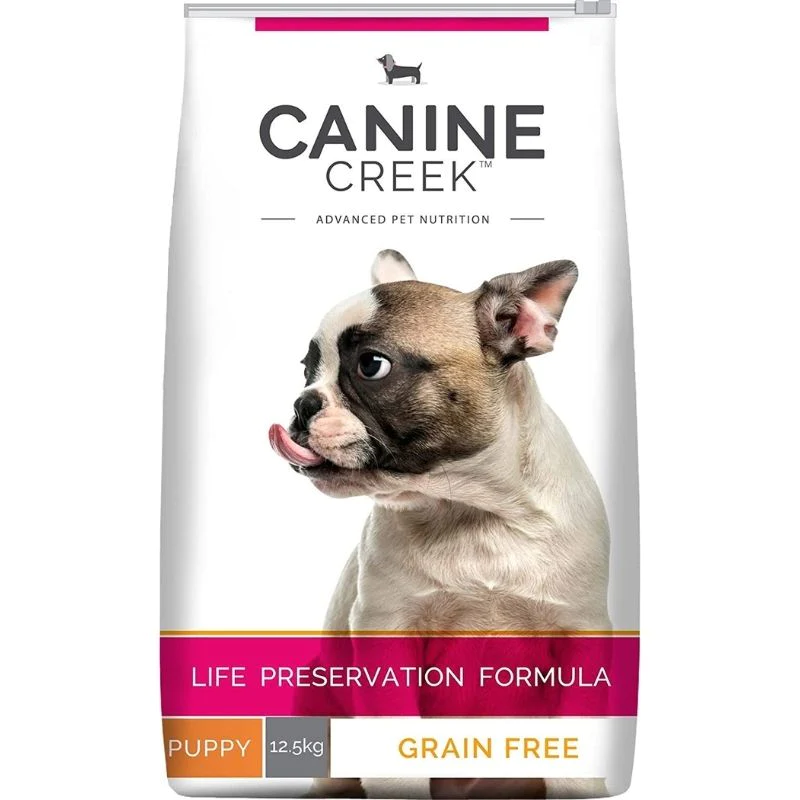 CANINE
CREEK™
ADVANCED PET NUTRITION
LIFE PRESERVATION FORMULA
PUPPY 12.5kg GRAIN FREE